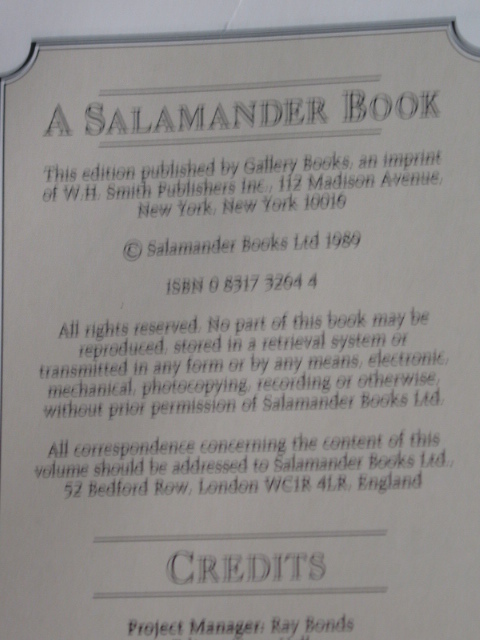 A SALAMANDER BOOK
This edition published by Gallery Books, an imprint
of W.H. Smith Publishers Inc., 112 Madison Avenue,
New York, New York 10016
© Salamander Books Ltd 1989
ISBN 0 8317 3264 4
All rights reserved. No part of this book may be
reproduced, stored in a retrieval system or
transmitted in any form or by any means, electronic,
mechanical, photocopying, recording or otherwise,
without prior permission of Salamander Books Ltd.
All correspondence concerning the content of this
volume should be addressed to Salamander Books Ltd.,
52 Bedford Row, London WC1R 4LR, England
CREDITS
Project Manager: Ray Bonds